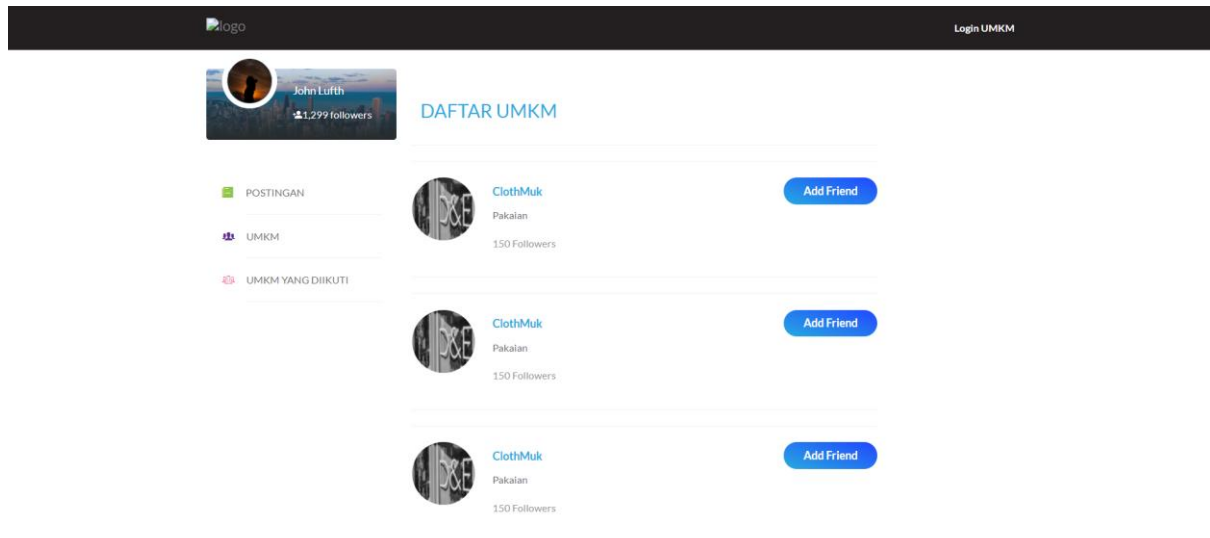 logo
Login UMKM
John Lufth
1,299 followers
DAFTAR UMKM
POSTINGAN
UMKM
UMKM YANG DIIKUTI
ClothMuk
Add Friend
Pakaian
150 Followers
ClothMuk
Add Friend
Pakaian
150 Followers
ClothMuk
Add Friend
Pakaian
150 Followers
D&E
D&E
D&E